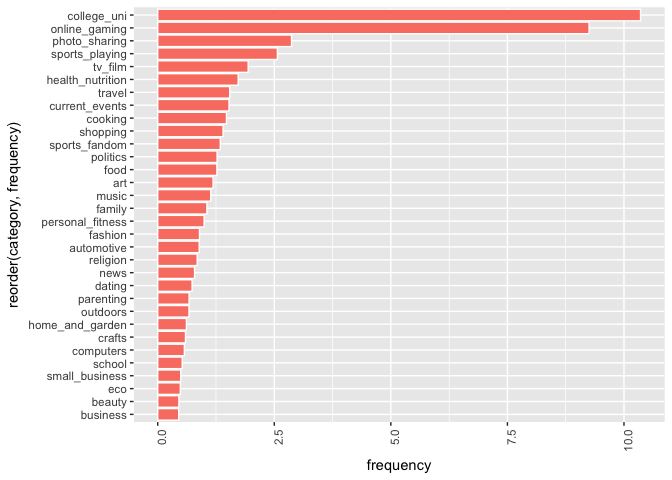 college_uni
online_gaming
photo_sharing
sports_playing
tv_film
health_nutrition
travel
current_events
cooking
shopping
sports_fandom
politics
food
art
music
family
personal_fitness
fashion
automotive
religion
news
dating
parenting
outdoors
home_and_garden
crafts
computers
school
small_business
eco
beauty
business
reorder(category, frequency)
0.0
2.5
5.0
7.5
10.0
frequency